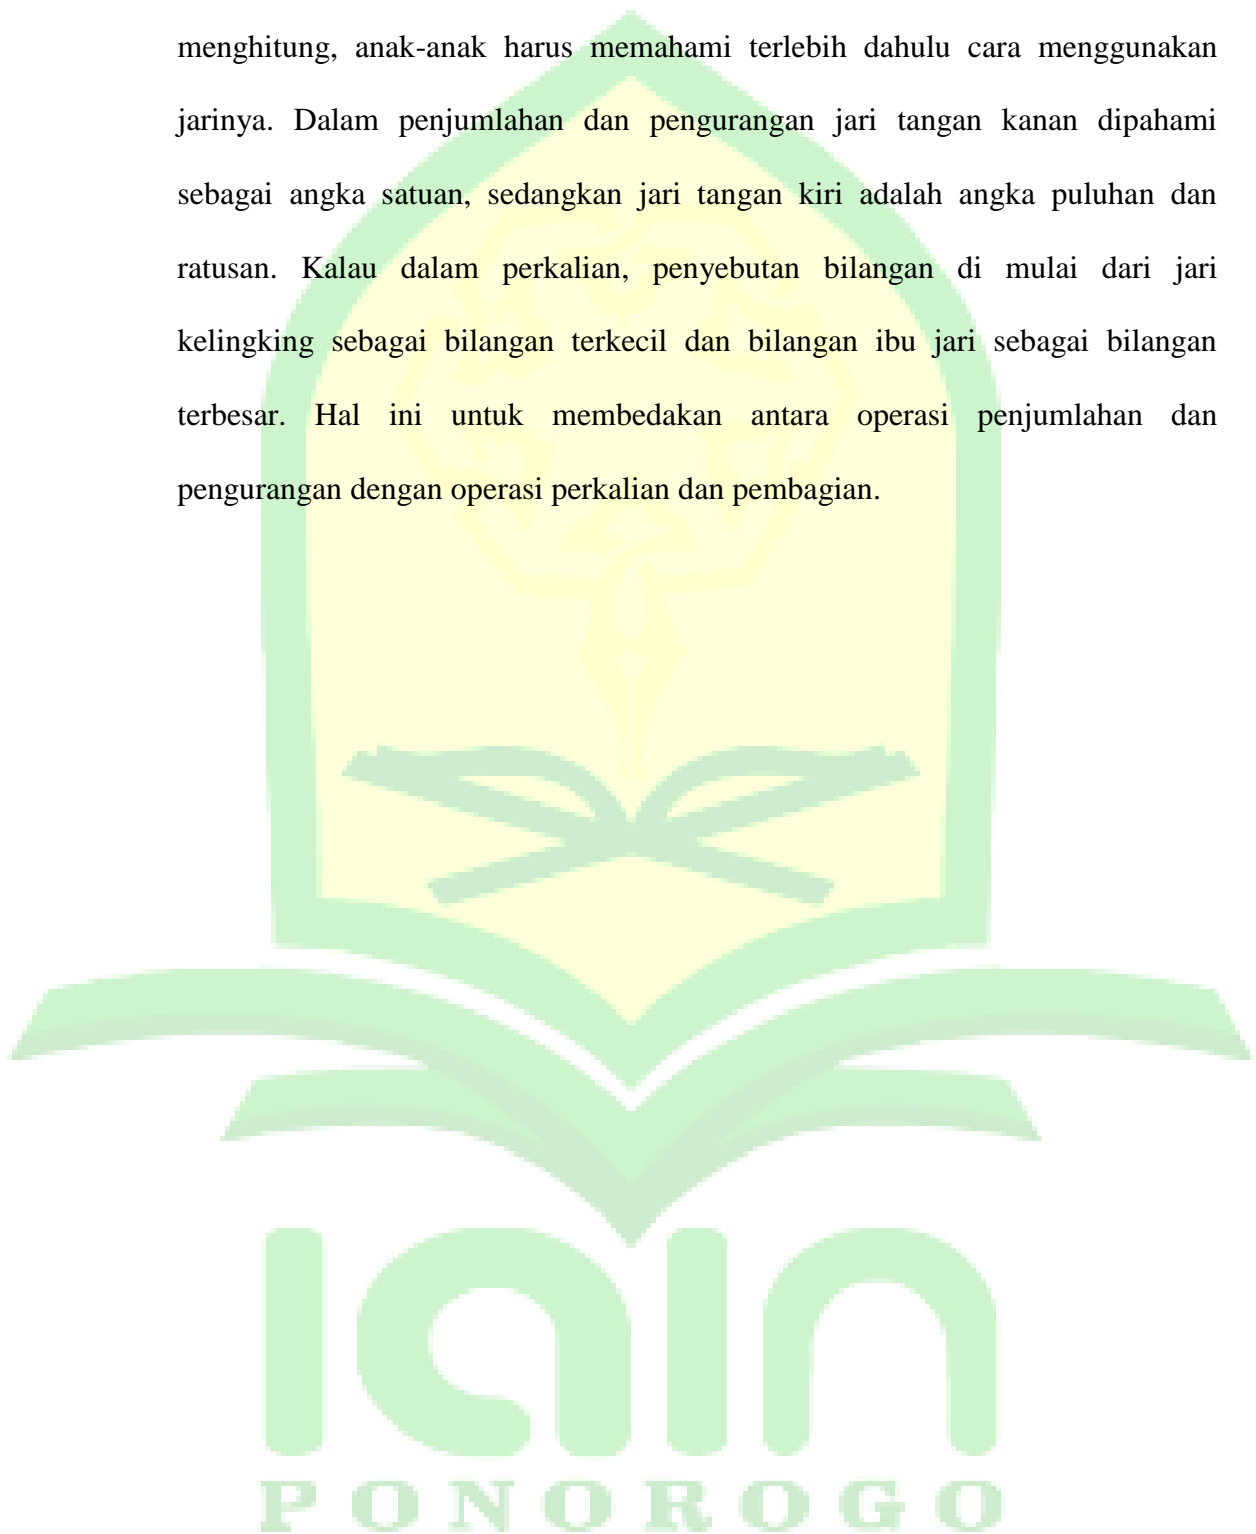 menghitung, anak-anak harus memahami terlebih dahulu cara menggunakan
jarinya. Dalam penjumlahan dan pengurangan jari tangan kanan dipahami
sebagai angka satuan, sedangkan jari tangan kiri adalah angka puluhan dan
ratusan. Kalau dalam perkalian, penyebutan bilangan di mulai dari jari
kelingking sebagai bilangan terkecil dan bilangan ibu jari sebagai bilangan
terbesar. Hal ini untuk membedakan antara operasi penjumlahan dan
pengurangan dengan operasi perkalian dan pembagian.
iain
PONOROGO